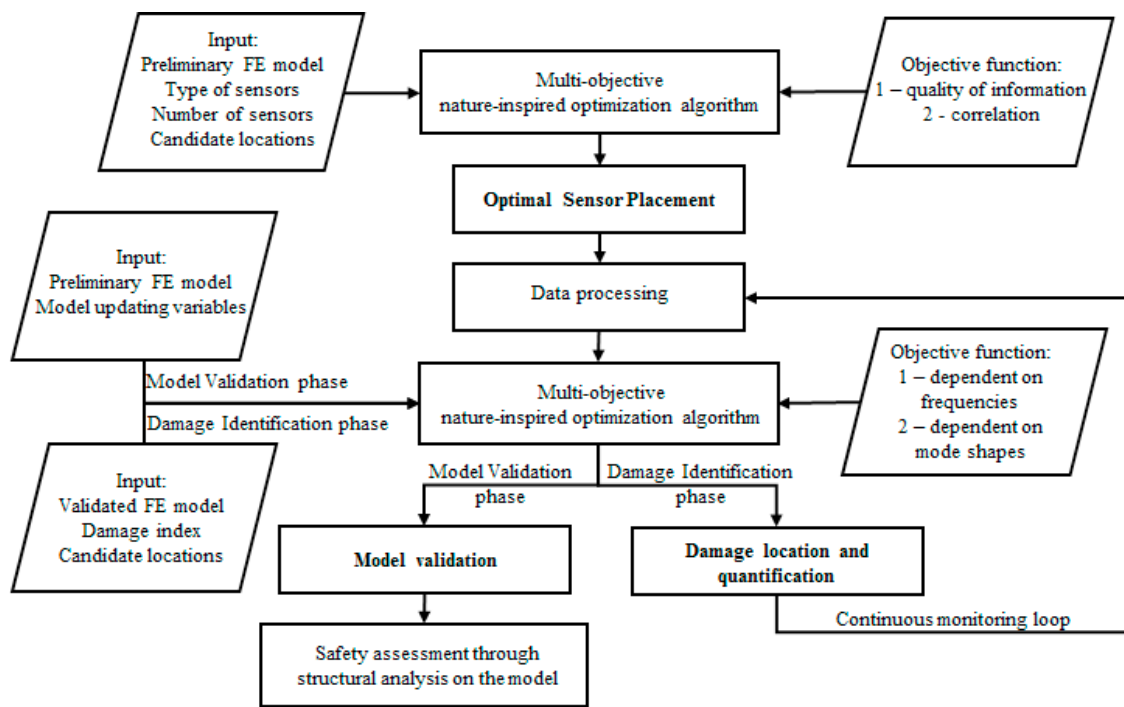 Input:
Preliminary FE model
Type of sensors
Number of sensors
Candidate locations
Multi-objective
nature-inspired optimization algorithm
Objective function:
1 – quality of information
2 - correlation
Optimal Sensor Placement
Input:
Preliminary FE model
Model updating variables
Data processing
Model Validation phase
Damage Identification phase
Multi-objective
nature-inspired optimization algorithm
Objective function:
1 – dependent on
frequencies
2 – dependent on
mode shapes
Input:
Validated FE model
Damage index
Candidate locations
Model Validation
phase
Damage Identification
phase
Model validation
Damage location and
quantification
Continuous monitoring loop
Safety assessment through
structural analysis on the model